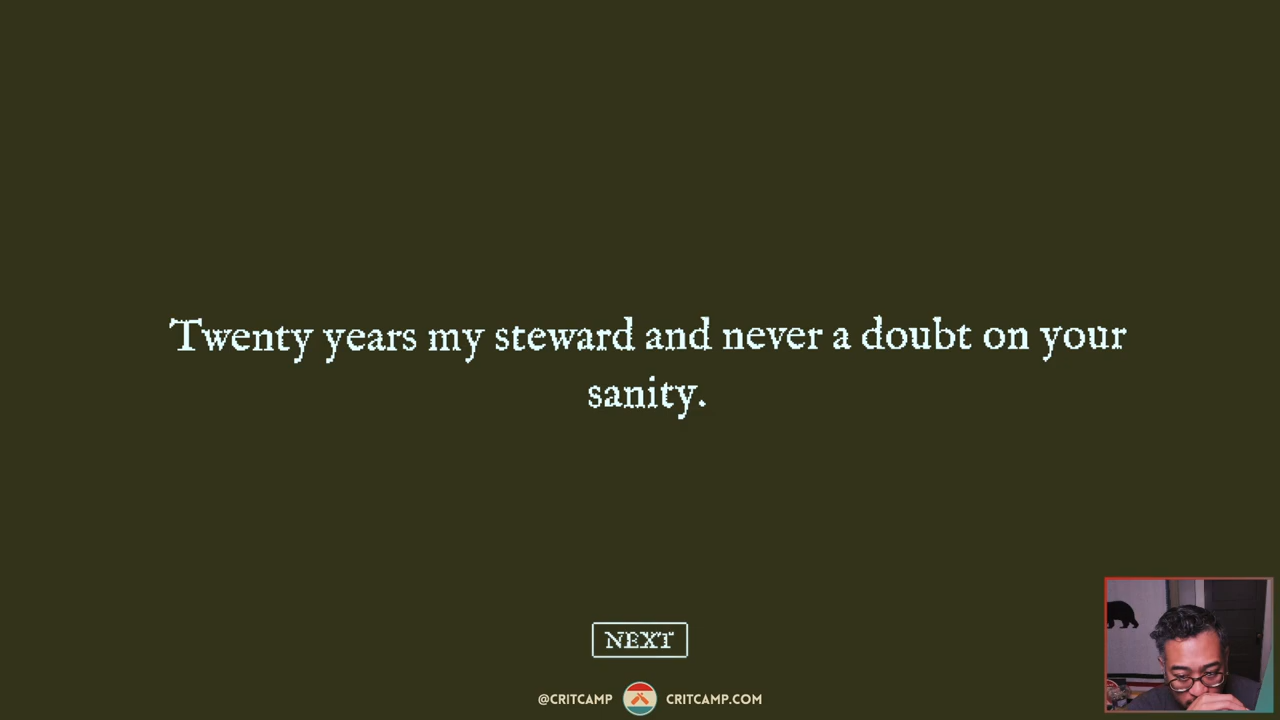 Twenty years my steward and never a doubt on your
sanity.
NEXT
@CRITCAMP CRITCAMP.COM